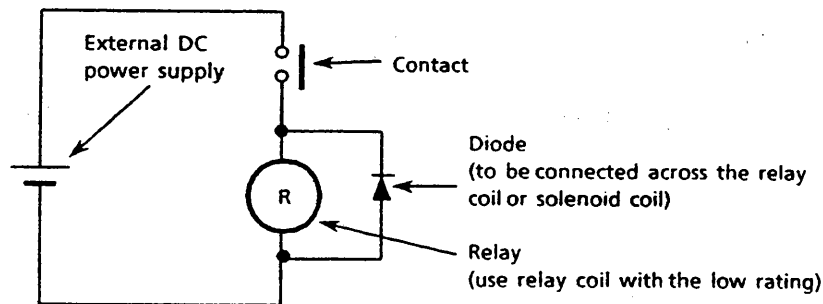 External DC
power supply
Contact
Diode
(to be connected across the relay
coil or solenoid coil)
R
Relay
(use relay coil with the low rating)